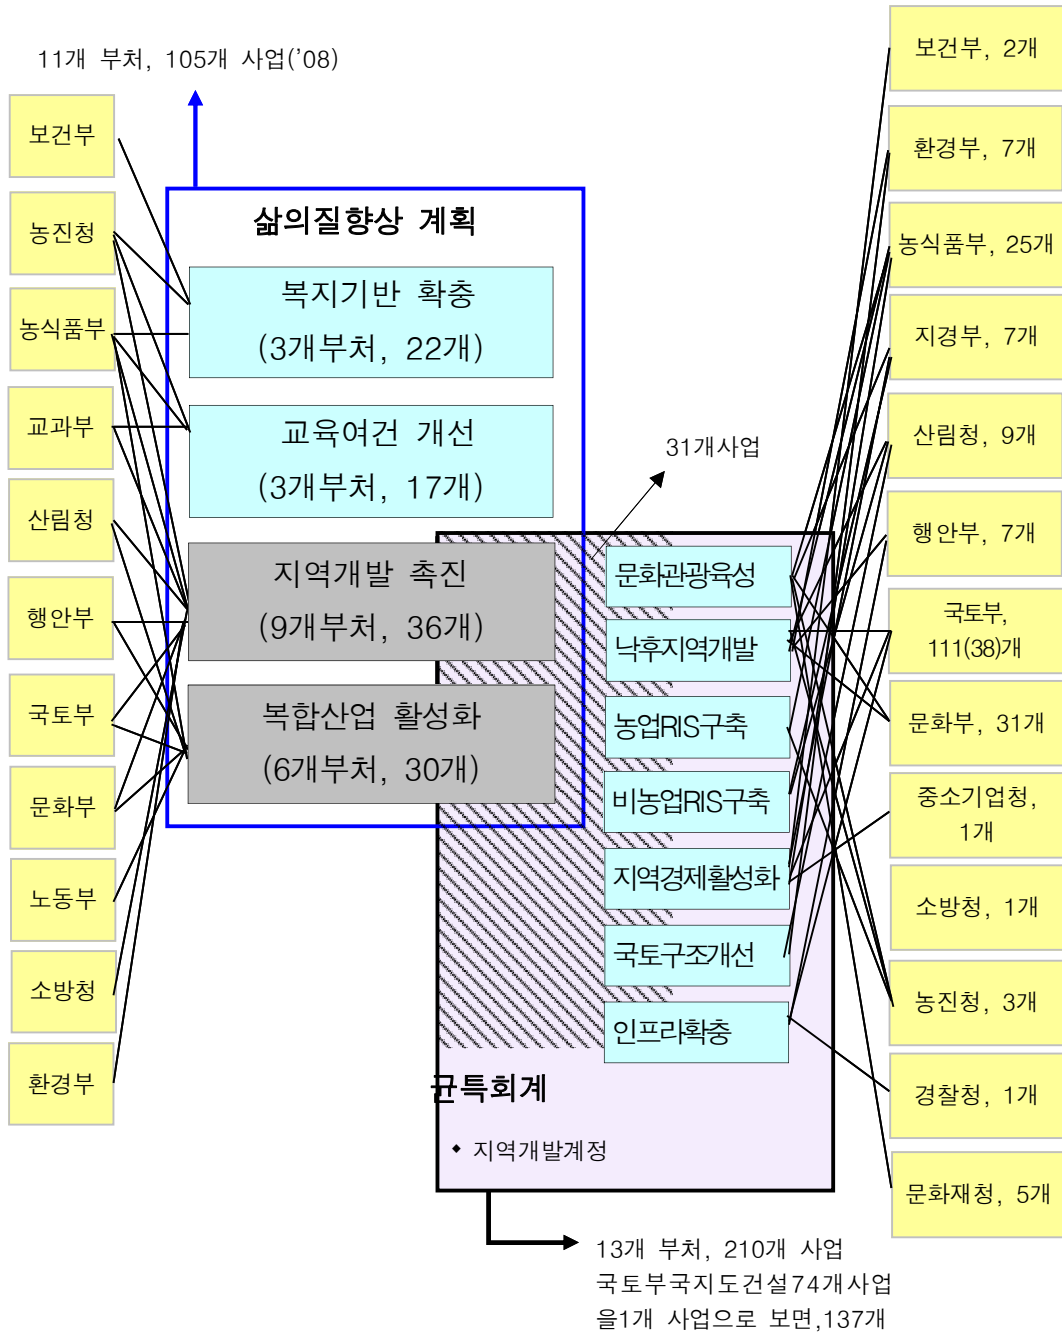 11개 부처, 105개 사업('08)
보건부
농진청
농식품부
교과부
산림청
행안부
국토부
문화부
노동부
소방청
환경부
삶의질향상 계획
복지기반 확충
(3개부처, 22개)
교육여건 개선
(3개부처, 17개)
지역개발 촉진
(9개부처, 36개)
복합산업 활성화
(6개부처, 30개)
31개사업
문화관광육성
낙후지역개발
농업RIS구축
비농업RIS구축
지역경제활성화
국토구조개선
인프라확충
균특회계
◆ 지역개발계정
보건부, 2개
환경부, 7개
농식품부, 25개
지경부, 7개
산림청, 9개
행안부, 7개
국토부,
111(38)개
문화부, 31개
중소기업청,
1개
소방청, 1개
농진청, 3개
경찰청, 1개
문화재청, 5개
13개 부처, 210개 사업
국토부국지도건설74개사업
을1개 사업으로 보면,137개